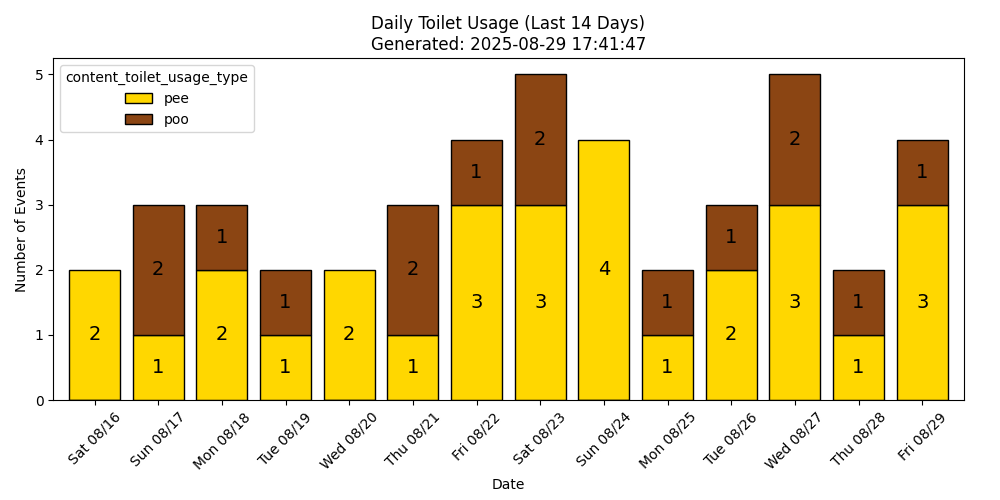 Daily Toilet Usage (Last 14 Days)
Generated: 2025-08-29 17:41:47
content_toilet_usage_type
pee
poo
Number of Events
5
4
3
2
1
0
2
2
1
1
2
1
1
2
2
1
1
3
2
3
4
1
1
1
2
2
3
1
1
1
3
Sat 08/16
Sun 08/17
Mon 08/18
Tue 08/19
Wed 08/20
Thu 08/21
Fri 08/22
Sat 08/23
Sun 08/24
Mon 08/25
Tue 08/26
Wed 08/27
Thu 08/28
Fri 08/29
Date